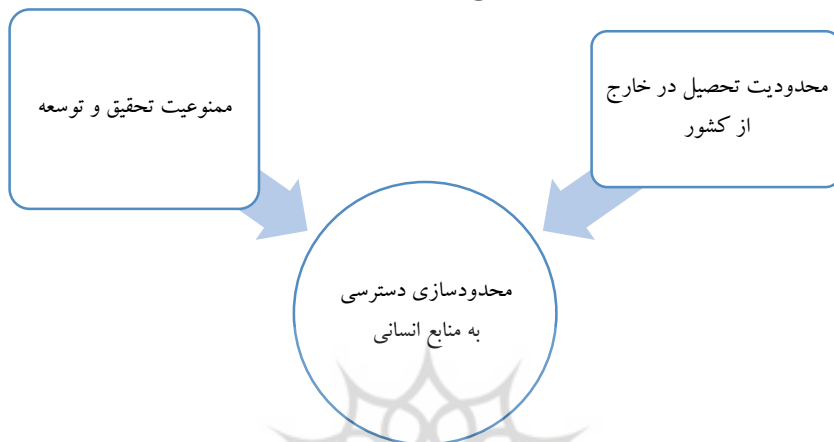 محدودیت تحصیل در خارج
از کشور
ممنوعیت تحقیق و توسعه
محدودسازی دسترسی
به منابع انسانی